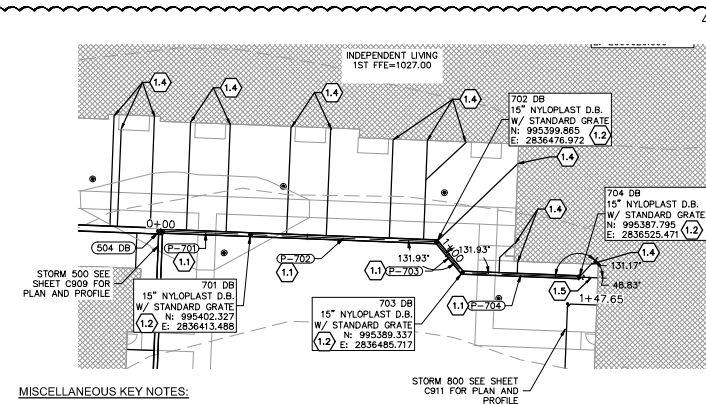 4
INDEPENDENT LIVING
1ST FFE=1027.00
1.4
1.4
1.4
1.4
702 DB
15" NYLOPLAST D.B.
W/ STANDARD GRATE
N: 995399.865
E: 2836476.972
1.2
1.4
1.4
704 DB
15" NYLOPLAST D.B.
W/ STANDARD GRATE
N: 995387.795
E: 2836525.471
1.2
1.4
0+00
504 DB
P-701
1.1
P-702
1.1
131.93°
131.93°
1.1
P-703
131.17°
48.83°
1.5
1+47.65
STORM 500 SEE
SHEET C909 FOR
PLAN AND PROFILE
701 DB
15" NYLOPLAST D.B.
W/ STANDARD GRATE
N: 995402.327
E: 2836413.488
1.2
703 DB
15" NYLOPLAST D.B.
W/ STANDARD GRATE
N: 995389.337
E: 2836485.717
1.2
1.1
P-704
STORM 800 SEE SHEET
C911 FOR PLAN AND
PROFILE
MISCELLANEOUS KEY NOTES: